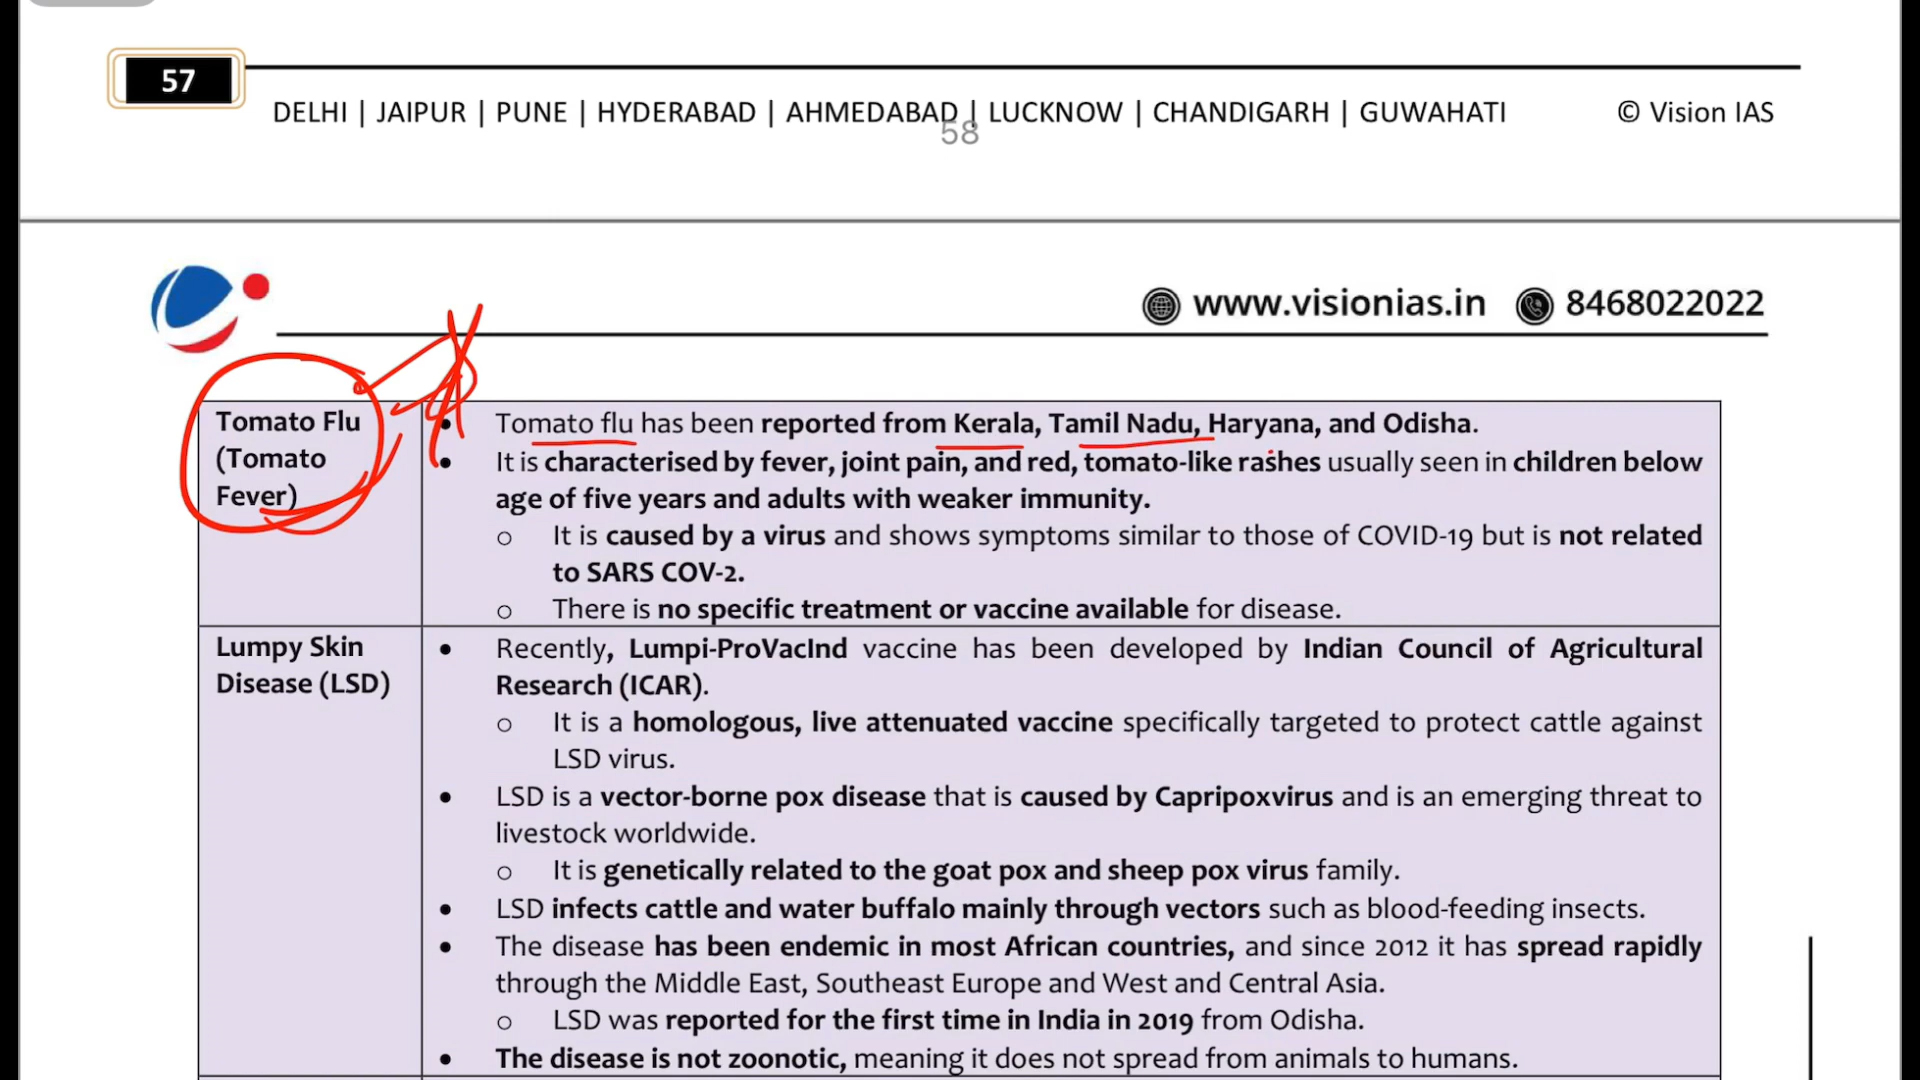 57
DELHI | JAIPUR | PUNE | HYDERABAD | AHMEDABAD | LUCKNOW | CHANDIGARH | GUWAHATI © Vision IAS
58
www.visionias.in 8468022022
Tomato Flu
(Tomato
Fever)
• Tomato flu has been reported from Kerala, Tamil Nadu, Haryana, and Odisha.
• It is characterised by fever, joint pain, and red, tomato-like rashes usually seen in children below
age of five years and adults with weaker immunity.
o It is caused by a virus and shows symptoms similar to those of COVID-19 but is not related
to SARS COV-2.
o There is no specific treatment or vaccine available for disease.
Lumpy Skin
Disease (LSD)
• Recently, Lumpi-ProVacInd vaccine has been developed by Indian Council of Agricultural
Research (ICAR).
o It is a homologous, live attenuated vaccine specifically targeted to protect cattle against
LSD virus.
• LSD is a vector-borne pox disease that is caused by Capripoxvirus and is an emerging threat to
livestock worldwide.
o It is genetically related to the goat pox and sheep pox virus family.
• LSD infects cattle and water buffalo mainly through vectors such as blood-feeding insects.
• The disease has been endemic in most African countries, and since 2012 it has spread rapidly
through the Middle East, Southeast Europe and West and Central Asia.
o LSD was reported for the first time in India in 2019 from Odisha.
• The disease is not zoonotic, meaning it does not spread from animals to humans.